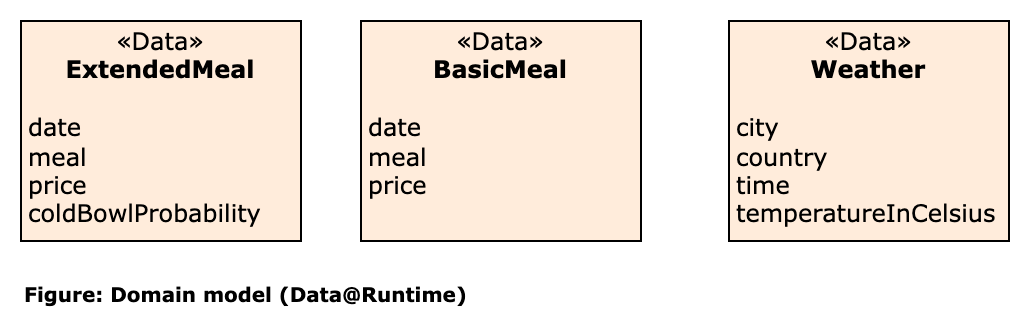 «Data»
ExtendedMeal
date
meal
price
coldBowlProbability
«Data»
BasicMeal
date
meal
price
«Data»
Weather
city
country
time
temperatureInCelsius
Figure: Domain model (Data@Runtime)